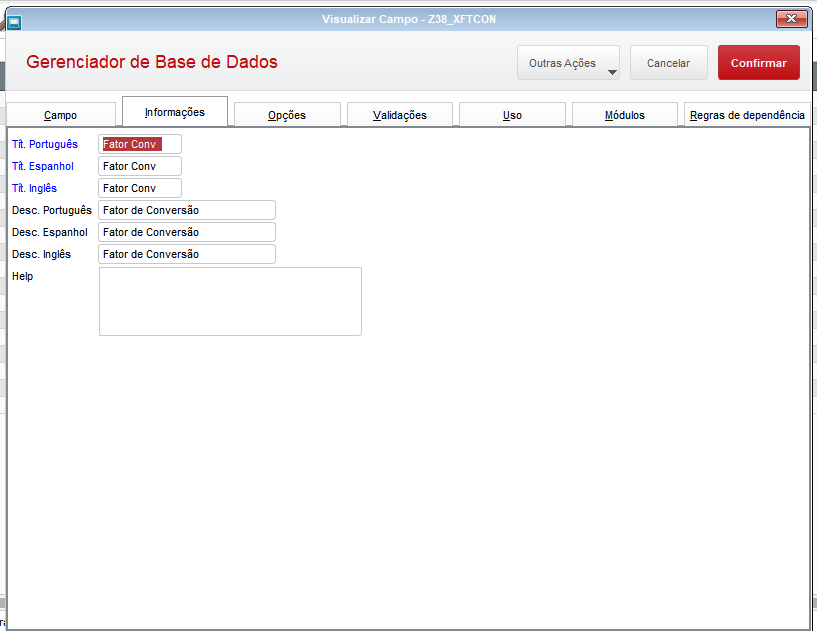 Visualizar Campo - Z38_XFTCON
Gerenciador de Base de Dados
Outras Ações
Cancelar
Confirmar
Campo
Informações
Opções
Validações
Uso
Módulos
Regras de dependência
Tít. Português
Fator Conv
Tít. Espanhol
Fator Conv
Tít. Inglês
Fator Conv
Desc. Português
Fator de Conversão
Desc. Espanhol
Fator de Conversão
Desc. Inglês
Fator de Conversão
Help